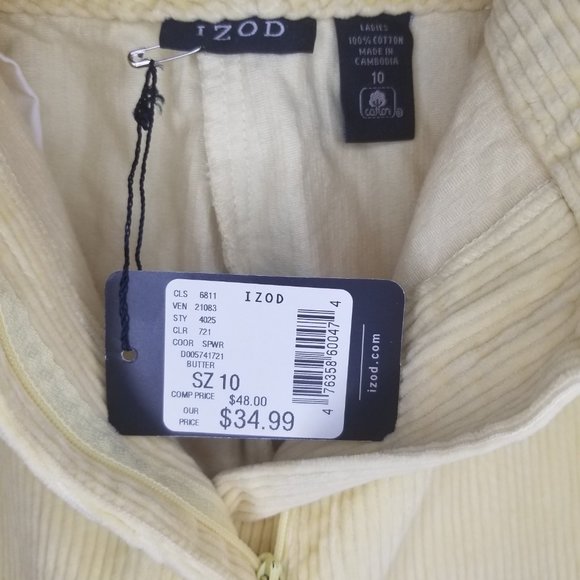 IZOD
LADIES
100% COTTON
MADE IN
CAMBODIA
10
cotton
®
CLS 6811
VEN 21083
STY 4025
CLR 721
COOR SPWR
D005741721
BUTTER
SZ 10
COMP PRICE $48.00
OUR PRICE $34.99
IZOD
4 76358 60047 4
izod.com